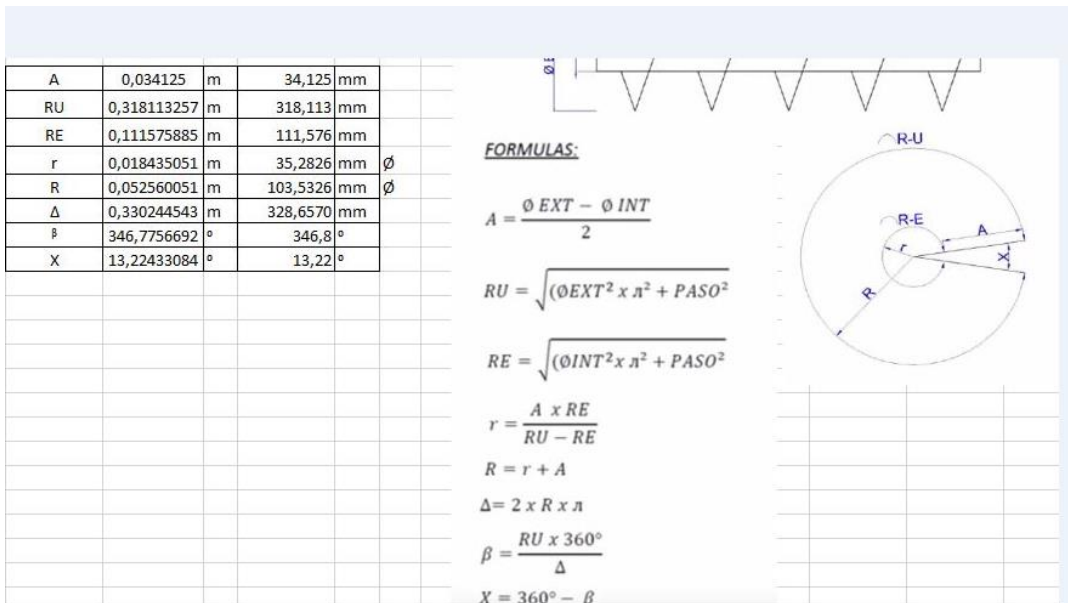 A 0,034125 m 34,125 mm
RU 0,318113257 m 318,113 mm
RE 0,111575885 m 111,576 mm
r 0,018435051 m 35,2826 mm Ø
R 0,052560051 m 103,5326 mm Ø
Δ 0,330244543 m 328,6570 mm
β 346,7756692 º 346,8 º
X 13,22433084 º 13,22 º
FORMULAS:
A = Ø EXT − Ø INT / 2
RU = √(ØEXT² x л² + PASO²
RE = √(ØINT² x л² + PASO²
r = A x RE / RU − RE
R = r + A
Δ= 2 x R x л
β = RU x 360° / Δ
X = 360° − β
R-U
R-E
A
r
X
R